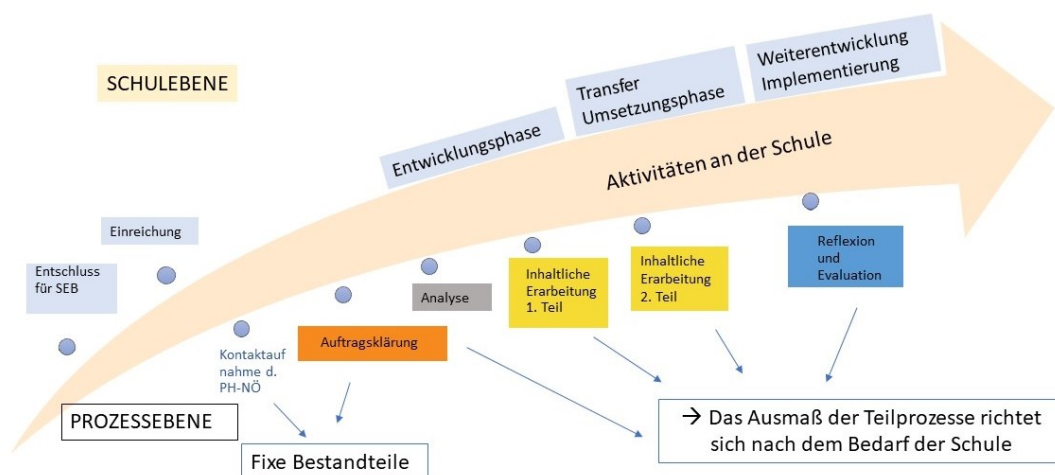 SCHULEBENE
Weiterentwicklung
Implementierung
Transfer
Umsetzungsphase
Entwicklungsphase
Aktivitäten an der Schule
Einreichung
Entschluss
für SEB
Reflexion
und
Evaluation
Inhaltliche
Erarbeitung
2. Teil
Inhaltliche
Erarbeitung
1. Teil
Analyse
Auftragsklärung
Kontaktauf
nahme d.
PH-NÖ
PROZESSEBENE
Fixe Bestandteile
→ Das Ausmaß der Teilprozesse richtet
sich nach dem Bedarf der Schule